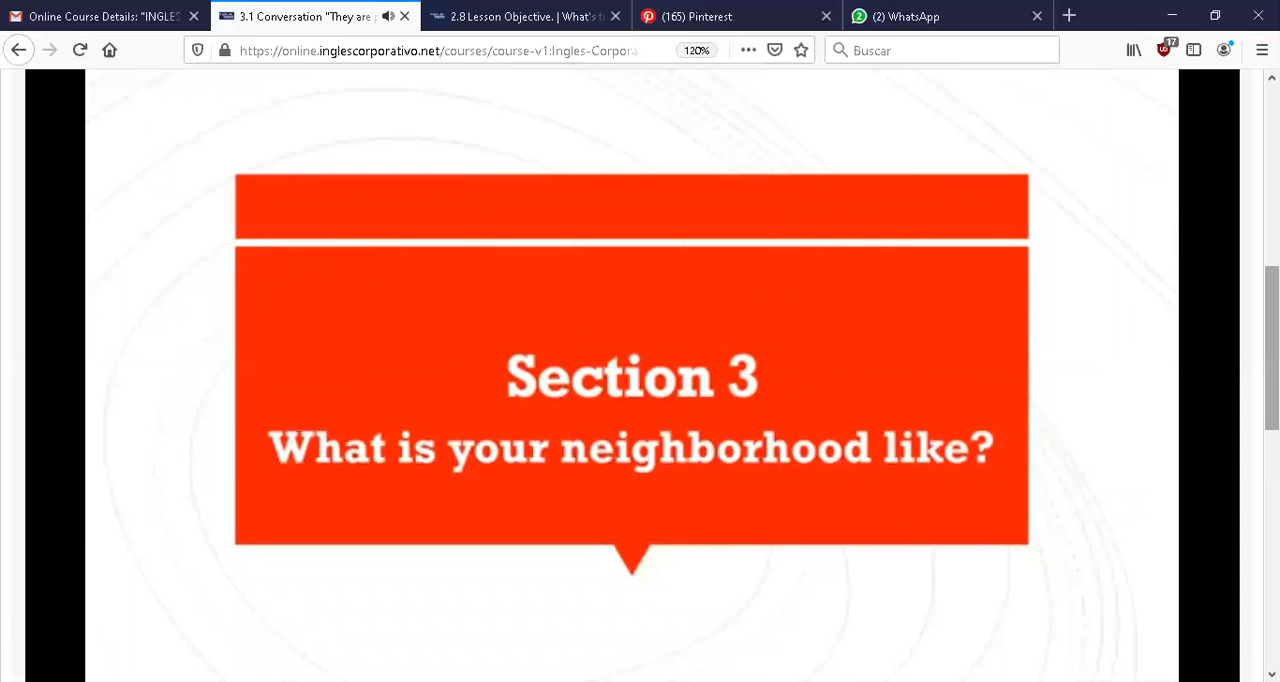 Online Course Details: "INGLES
3.1 Conversation "They are p
2.8 Lesson Objective. | What's t
(165) Pinterest
(2) WhatsApp
https://online.inglescorporativo.net/courses/course-v1:Ingles-Corpora
120%
Buscar
17
Section 3
What is your neighborhood like?